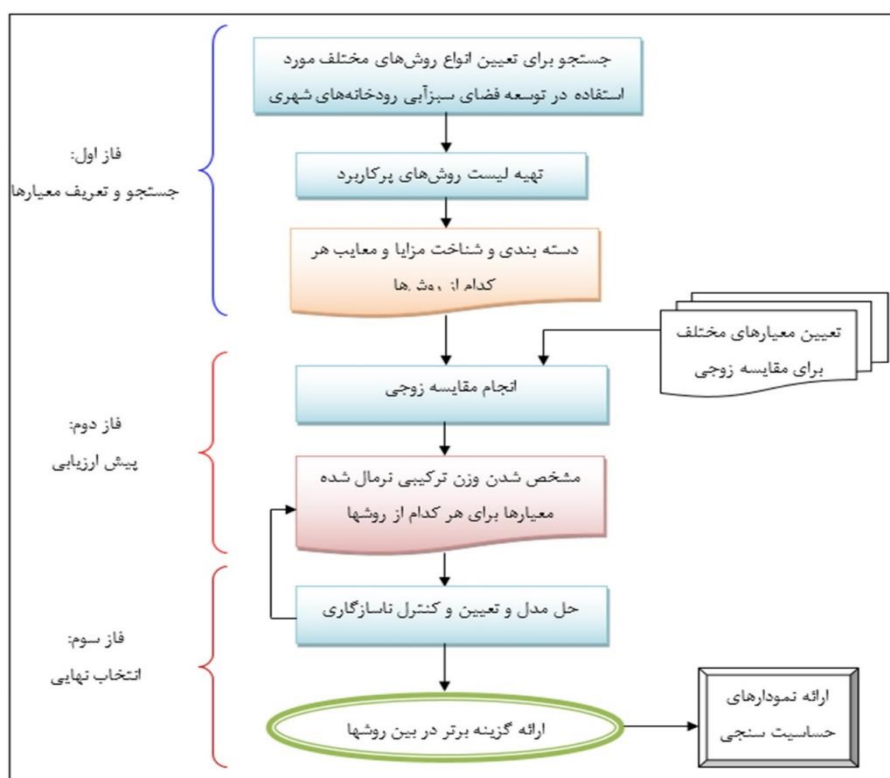 جستجو برای تعیین انواع روش‌های مختلف مورد
استفاده در توسعه فضای سبزآبی رودخانه‌های شهری
فاز اول:
جستجو و تعریف معیارها
تهیه لیست روش‌های پرکاربرد
دسته بندی و شناخت مزایا و معایب هر
کدام از روش‌ها
تعیین معیارهای مختلف
برای مقایسه زوجی
انجام مقایسه زوجی
فاز دوم:
پیش ارزیابی
مشخص شدن وزن ترکیبی نرمال شده
معیارها برای هر کدام از روشها
حل مدل و تعیین و کنترل ناسازگاری
فاز سوم:
انتخاب نهایی
ارائه گزینه برتر در بین روشها
ارائه نمودارهای
حساسیت سنجی